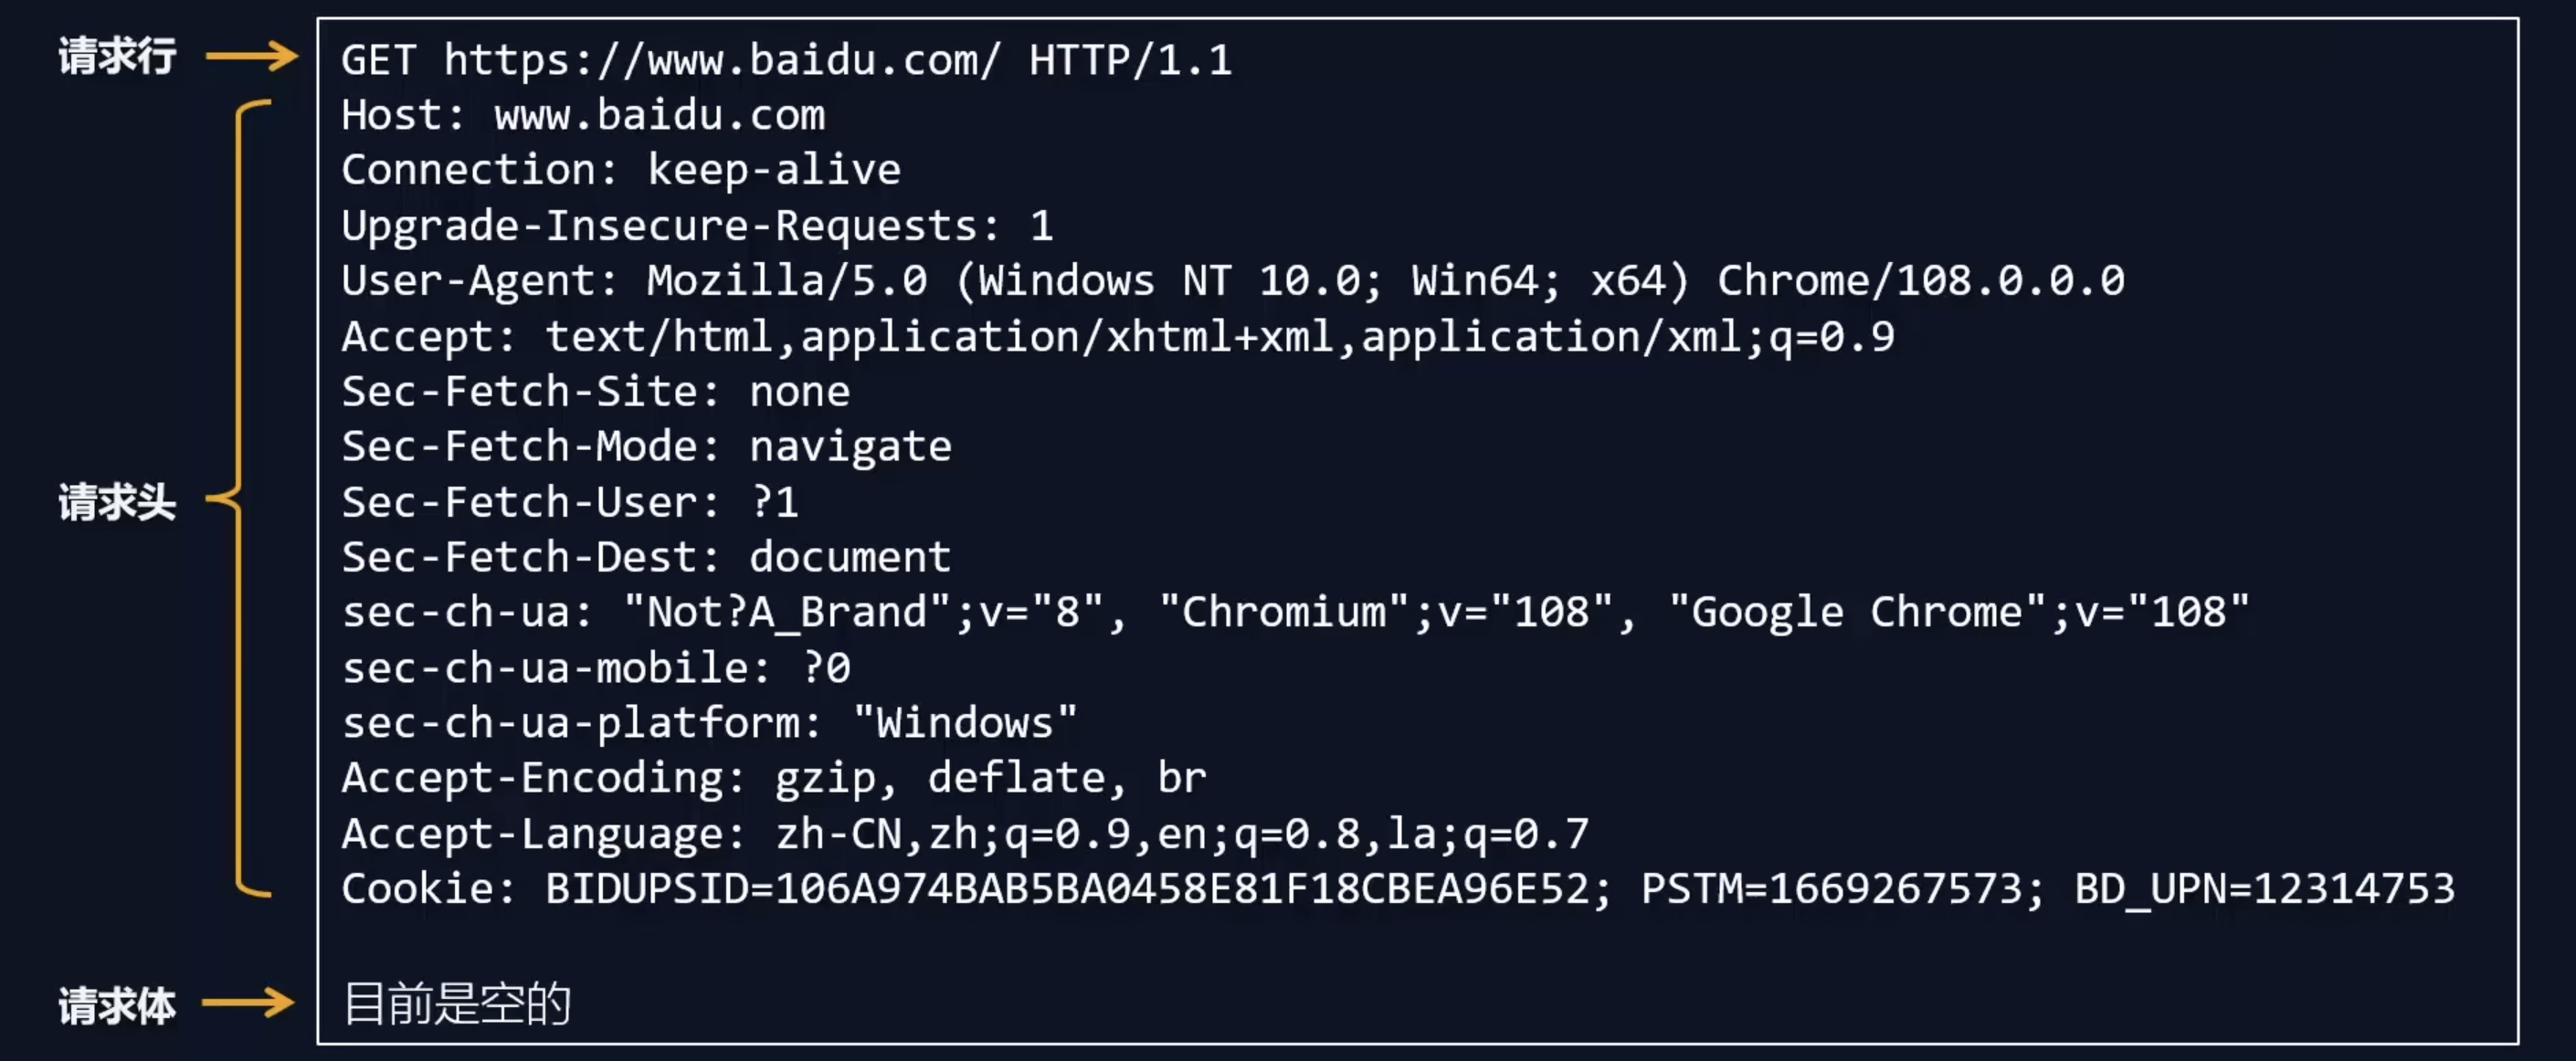 请求行
GET https://www.baidu.com/ HTTP/1.1
Host: www.baidu.com
Connection: keep-alive
Upgrade-Insecure-Requests: 1
User-Agent: Mozilla/5.0 (Windows NT 10.0; Win64; x64) Chrome/108.0.0.0
Accept: text/html,application/xhtml+xml,application/xml;q=0.9
Sec-Fetch-Site: none
Sec-Fetch-Mode: navigate
请求头
Sec-Fetch-User: ?1
Sec-Fetch-Dest: document
sec-ch-ua: "Not?A_Brand";v="8", "Chromium";v="108", "Google Chrome";v="108"
sec-ch-ua-mobile: ?0
sec-ch-ua-platform: "Windows"
Accept-Encoding: gzip, deflate, br
Accept-Language: zh-CN,zh;q=0.9,en;q=0.8,la;q=0.7
Cookie: BIDUPSID=106A974BAB5BA0458E81F18CBEA96E52; PSTM=1669267573; BD_UPN=12314753
请求体
目前是空的